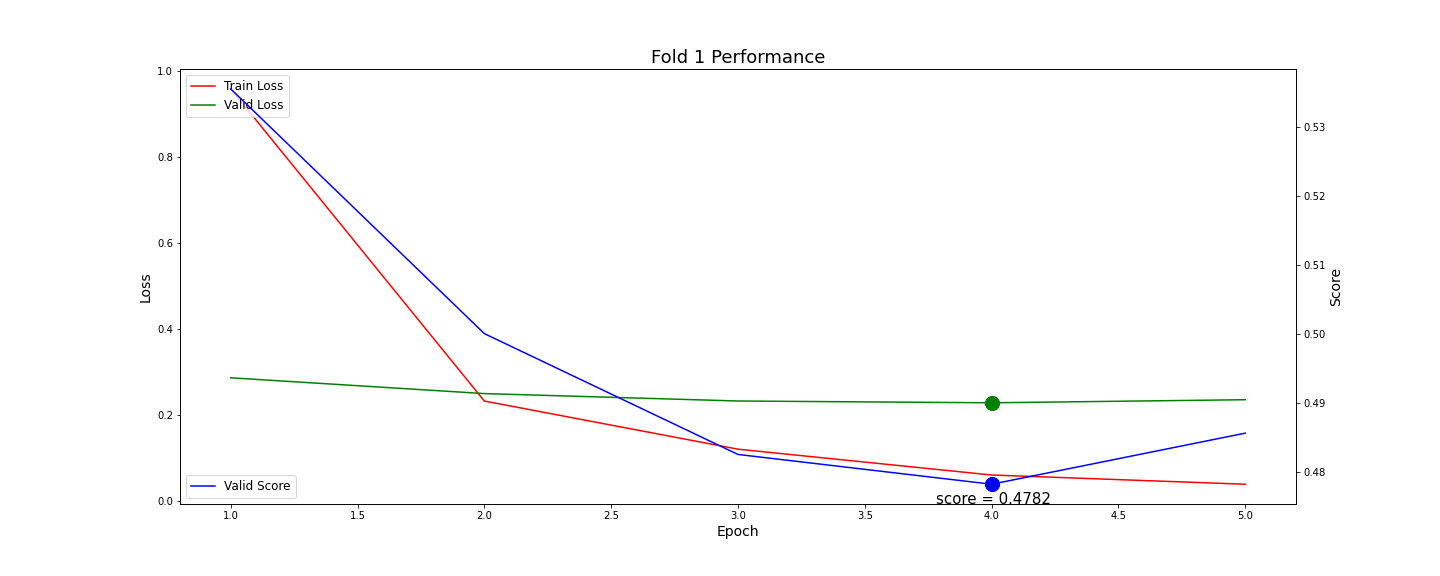 Fold 1 Performance
1.0
0.8
0.6
0.4
0.2
0.0
Loss
Train Loss
Valid Loss
Valid Score
score = 0.4782
0.53
0.52
0.51
0.50
0.49
0.48
Score
1.0 1.5 2.0 2.5 3.0 3.5 4.0 4.5 5.0
Epoch